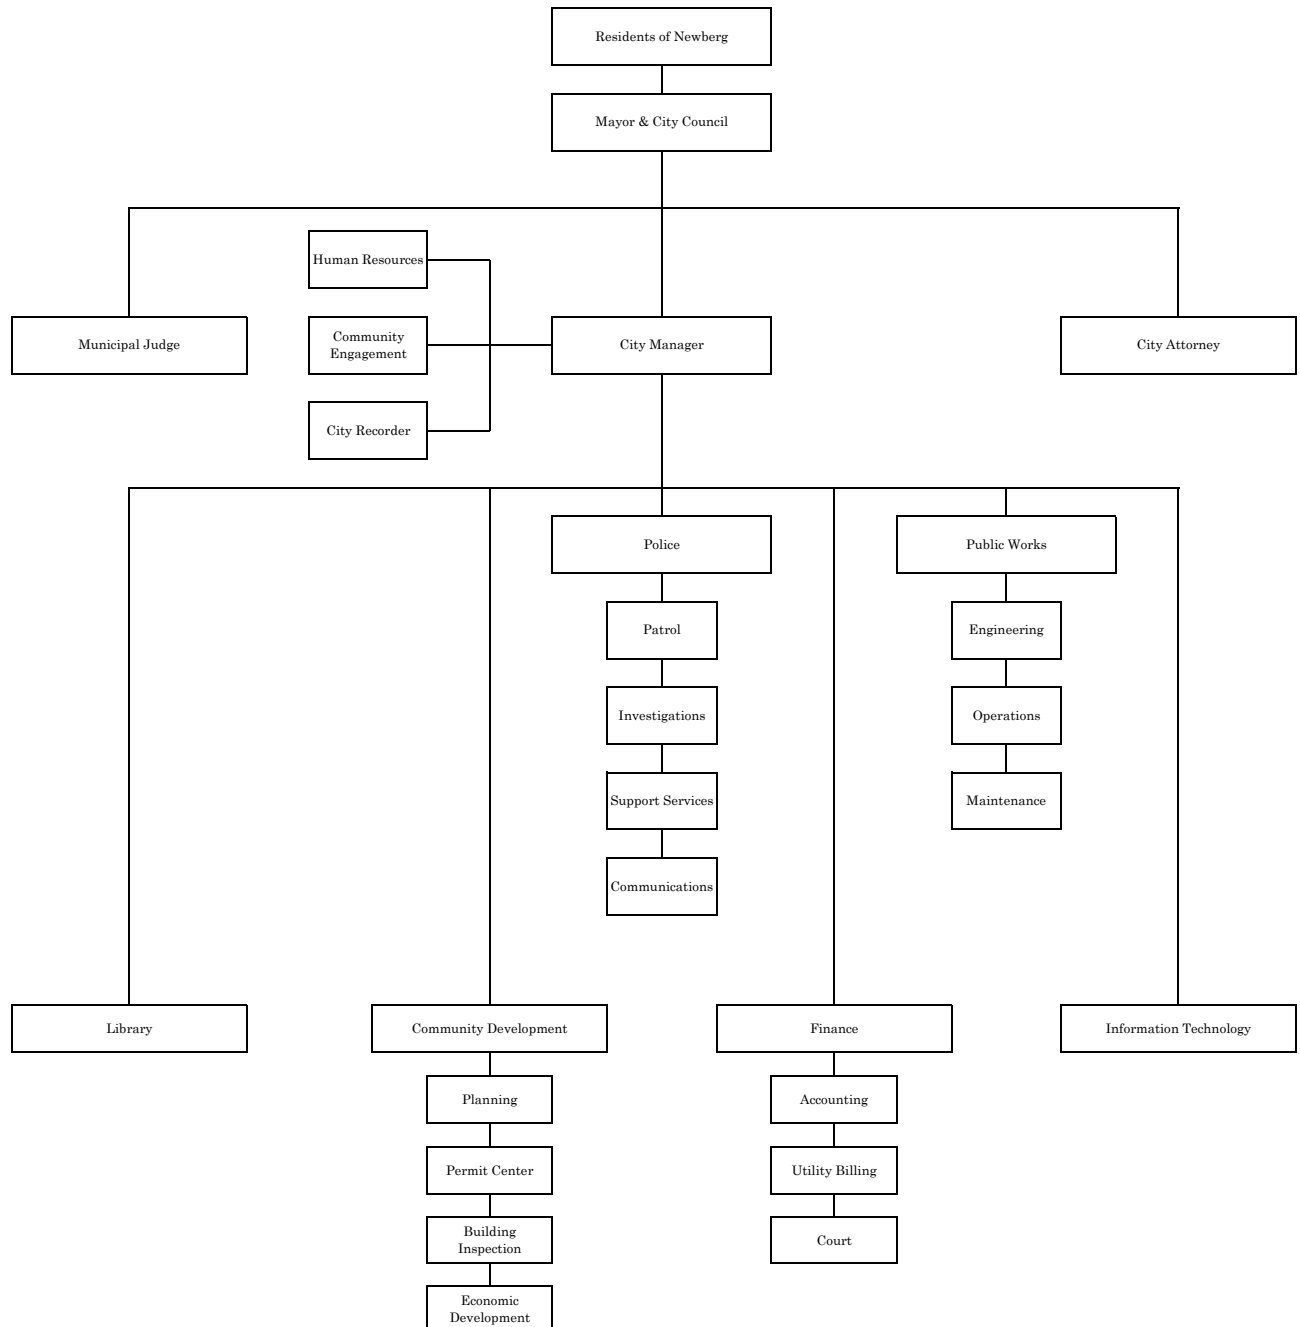 Residents of Newberg
Mayor & City Council
Human Resources
Municipal Judge
Community
Engagement
City Manager
City Attorney
City Recorder
Police
Public Works
Patrol
Engineering
Investigations
Operations
Support Services
Maintenance
Communications
Library
Community Development
Finance
Information Technology
Planning
Accounting
Permit Center
Utility Billing
Building
Inspection
Court
Economic
Development